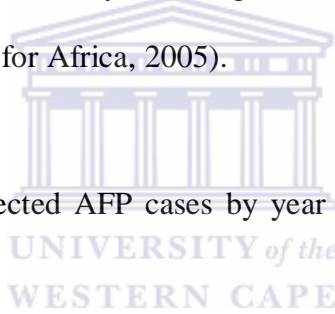 for Africa, 2005).
ected AFP cases by year
UNIVERSITY of the
WESTERN CAPE